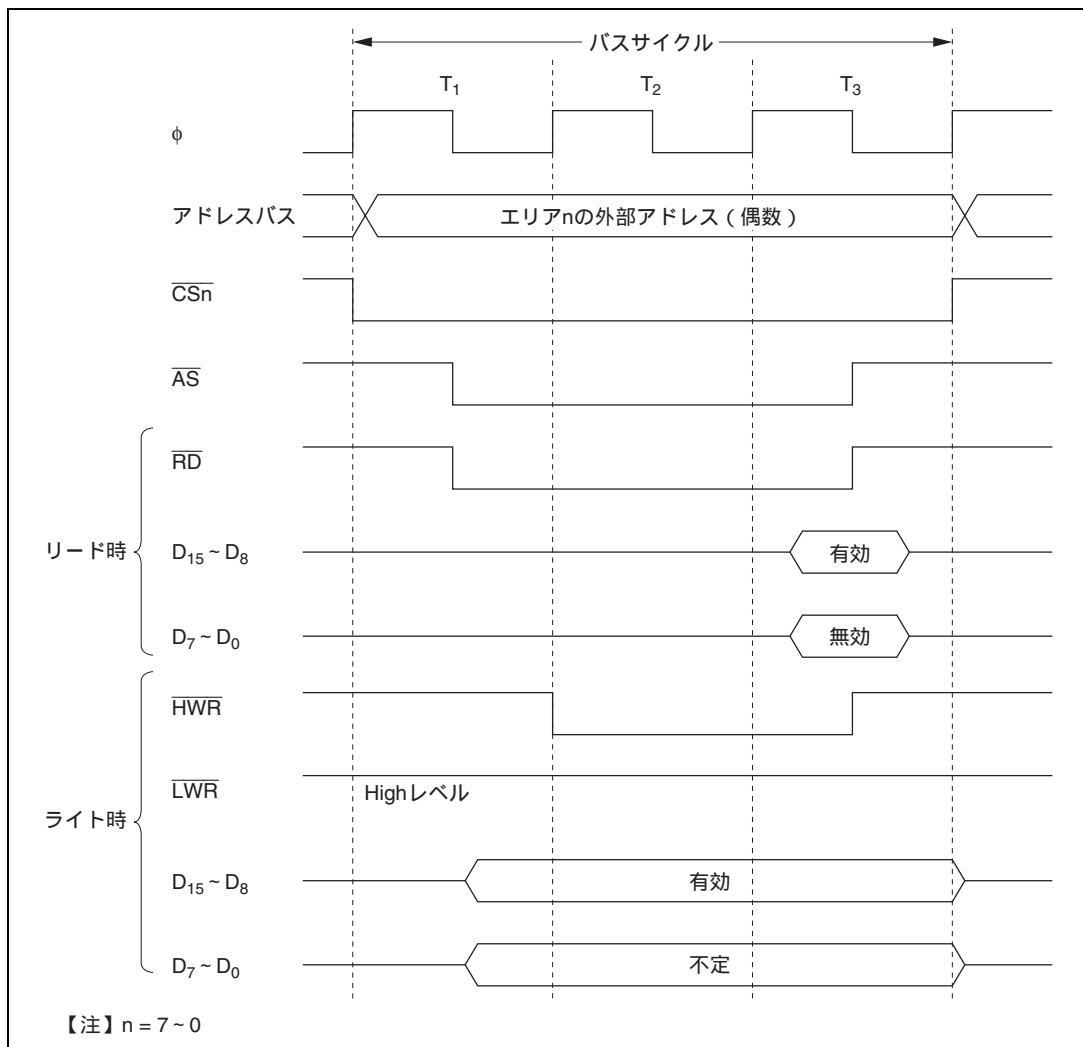 バスサイクル
T1 T2 T3
φ
アドレスバス エリアnの外部アドレス（偶数）
CSn
AS
リード時
RD
D15~D8 有効
D7~D0 無効
ライト時
HWR
LWR Highレベル
D15~D8 有効
D7~D0 不定
【注】n = 7~0